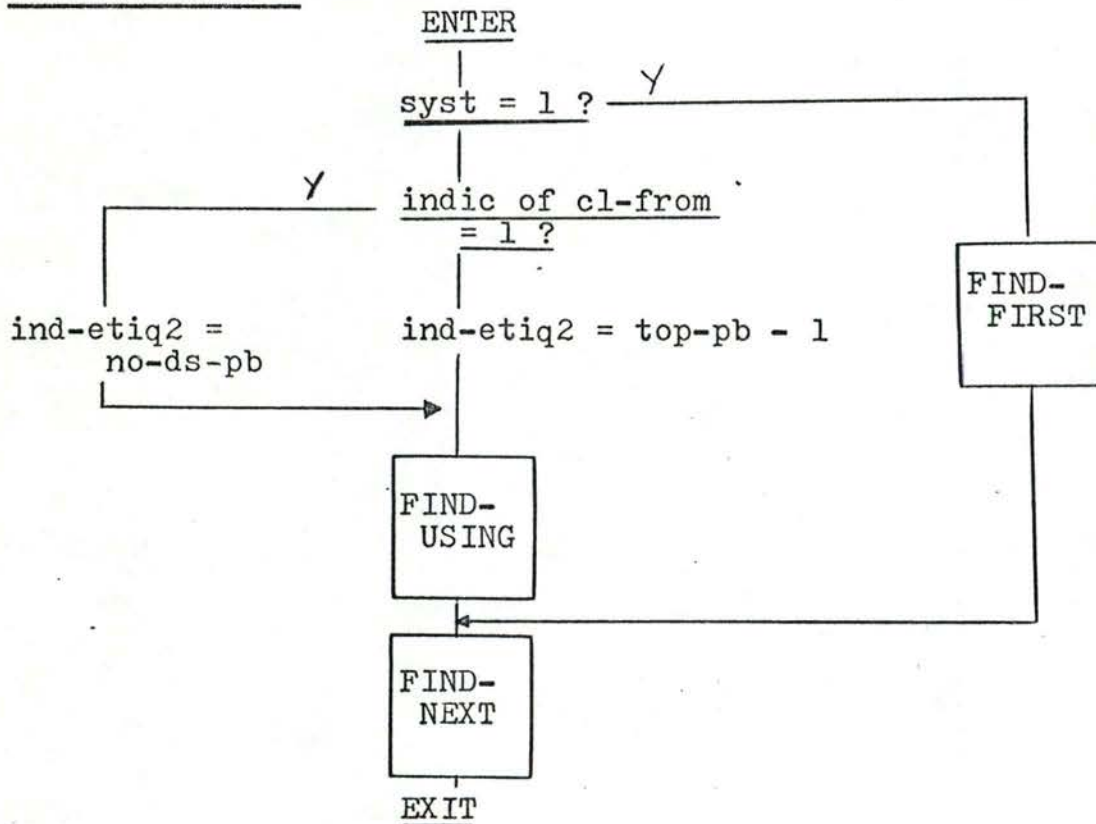 ENTER
Y
syst = 1 ?
Y
indic of cl-from
= 1 ?
FIND-
FIRST
ind-etiq2 =
no-ds-pb
ind-etiq2 = top-pb - 1
FIND-
USING
FIND-
NEXT
EXIT